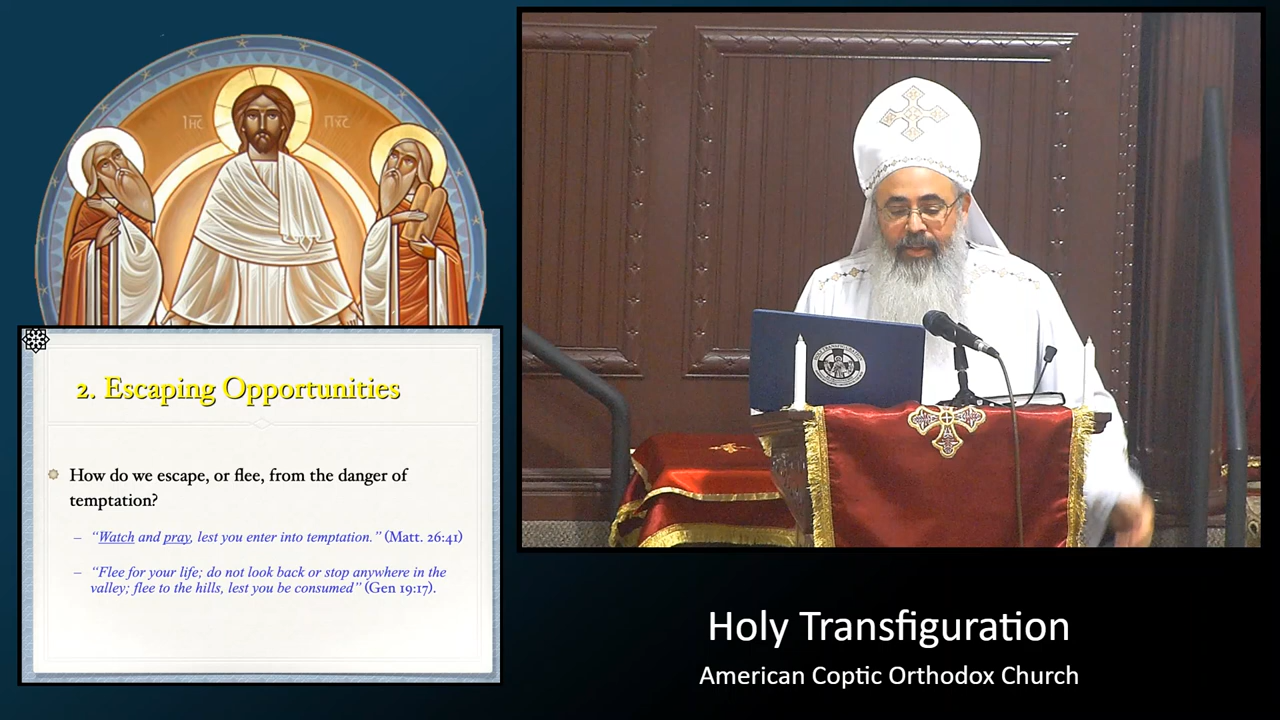 ΙΗC ΠΧC
2. Escaping Opportunities
How do we escape, or flee, from the danger of
temptation?
– “Watch and pray, lest you enter into temptation.” (Matt. 26:41)
– “Flee for your life; do not look back or stop anywhere in the
valley; flee to the hills, lest you be consumed” (Gen 19:17).
Holy Transfiguration
American Coptic Orthodox Church